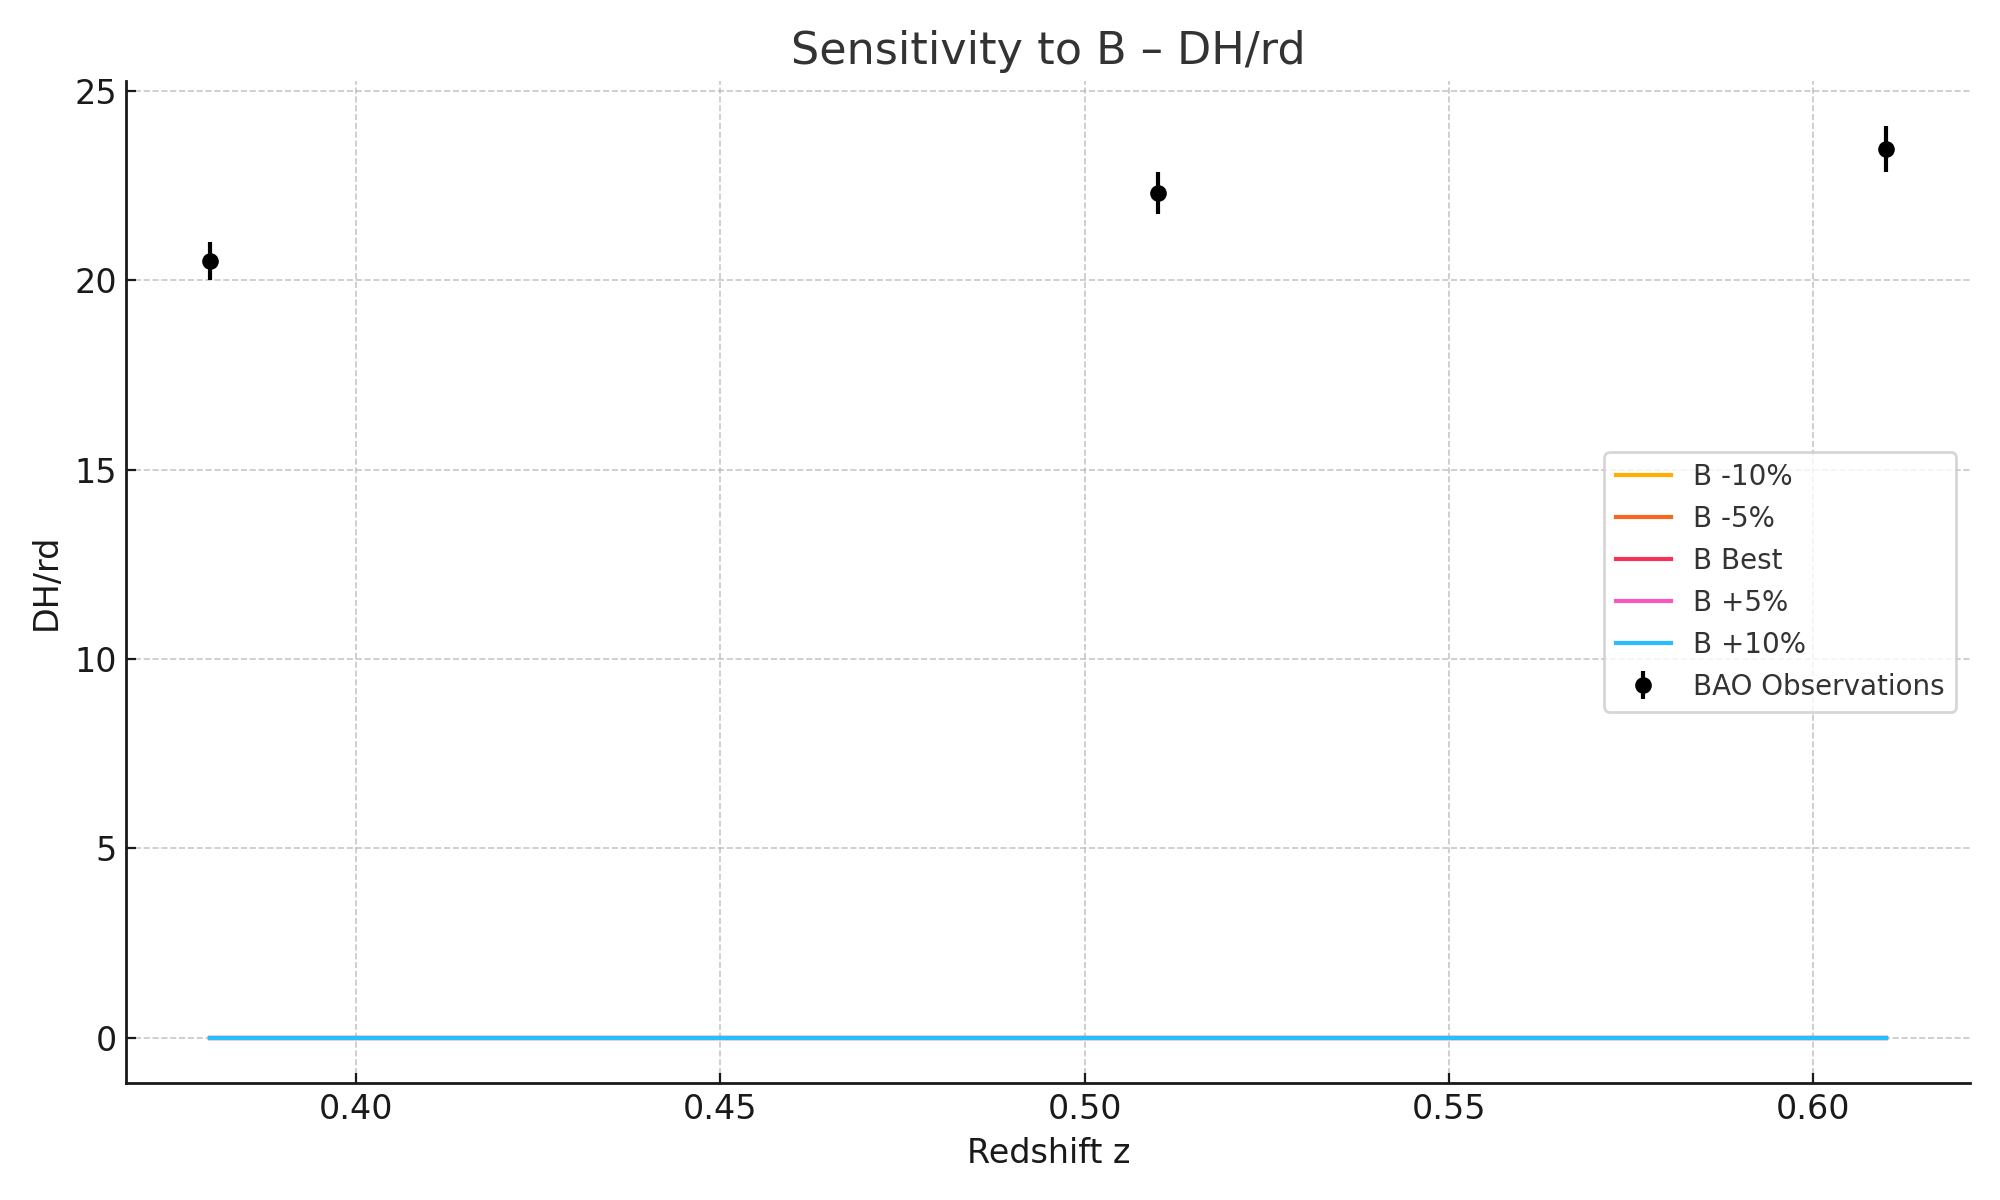 Sensitivity to B – DH/rd
25
20
15
10
5
0
DH/rd
B -10%
B -5%
B Best
B +5%
B +10%
BAO Observations
0.40 0.45 0.50 0.55 0.60
Redshift z